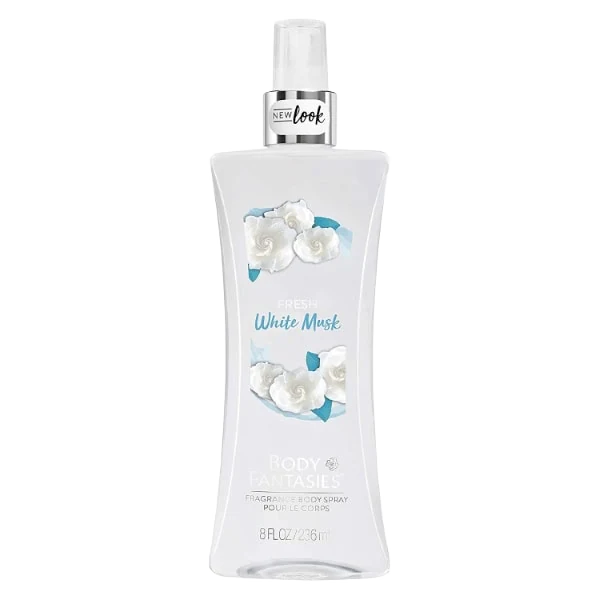 NEW look
FRESH
White Musk
BODY
FANTASIES
FRAGRANCE BODY SPRAY
POUR LE CORPS
8 FL OZ/236 ml